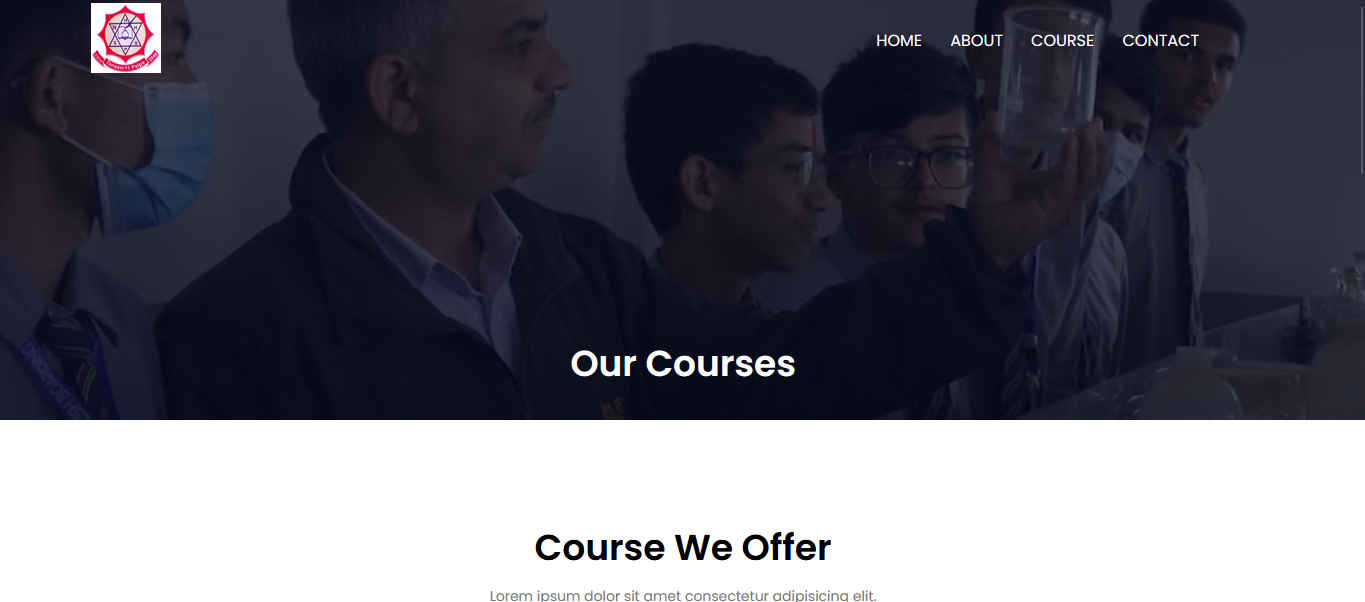 HOME ABOUT COURSE CONTACT
Our Courses
Course We Offer
Lorem ipsum dolor sit amet consectetur adipisicing elit.